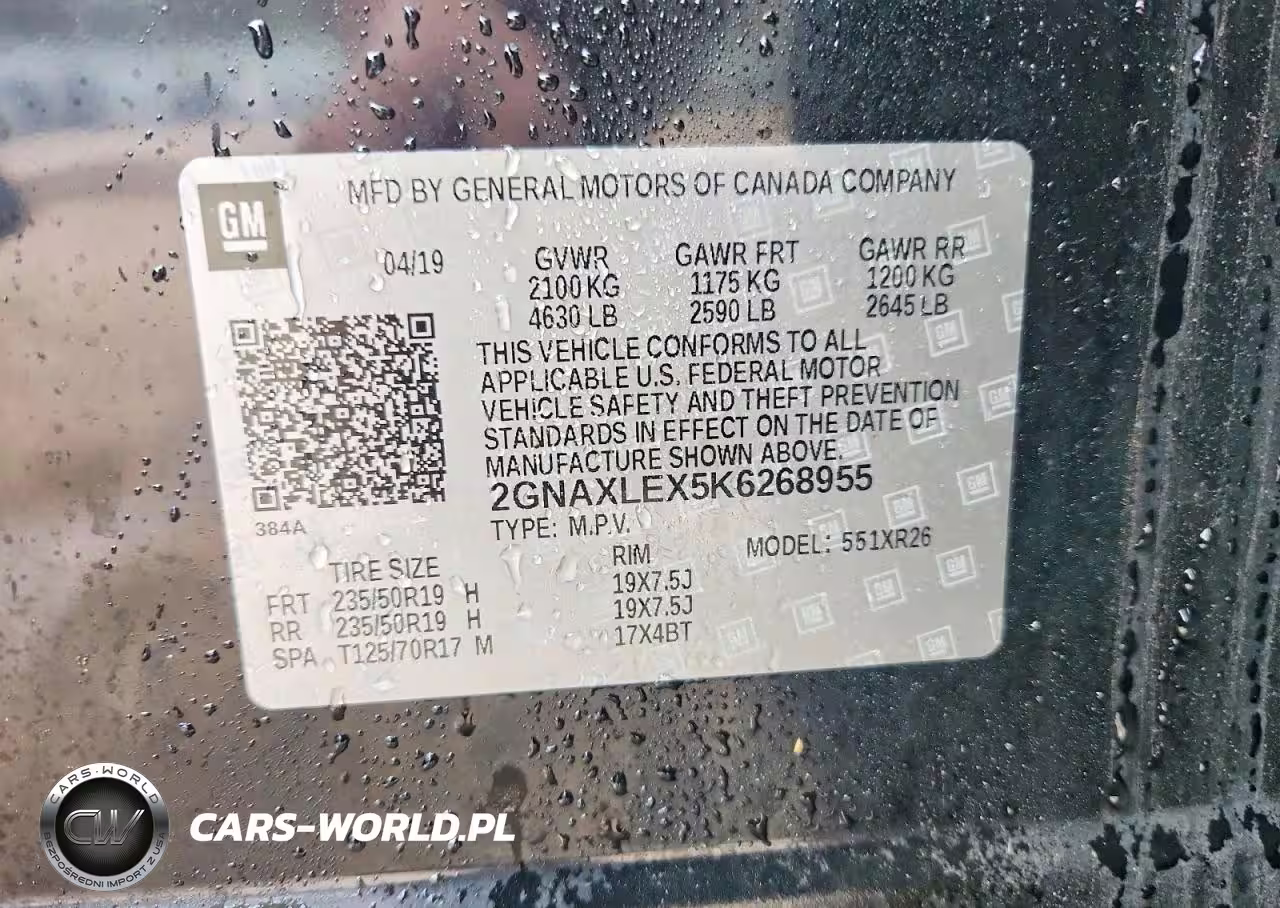 GM
MFD BY GENERAL MOTORS OF CANADA COMPANY
04/19 GVWR GAWR FRT GAWR RR
2100 KG 1175 KG 1200 KG
4630 LB 2590 LB 2645 LB
THIS VEHICLE CONFORMS TO ALL
APPLICABLE U.S. FEDERAL MOTOR
VEHICLE SAFETY AND THEFT PREVENTION
STANDARDS IN EFFECT ON THE DATE OF
MANUFACTURE SHOWN ABOVE.
2GNAXLEX5K6268955
384A
TYPE: M.P.V. MODEL: 551XR26
TIRE SIZE RIM
FRT 235/50R19 H 19X7.5J
RR 235/50R19 H 19X7.5J
SPA T125/70R17 M 17X4BT
CARS-WORLD
CW
BEZPOŚREDNI IMPORT Z USA
CARS-WORLD.PL